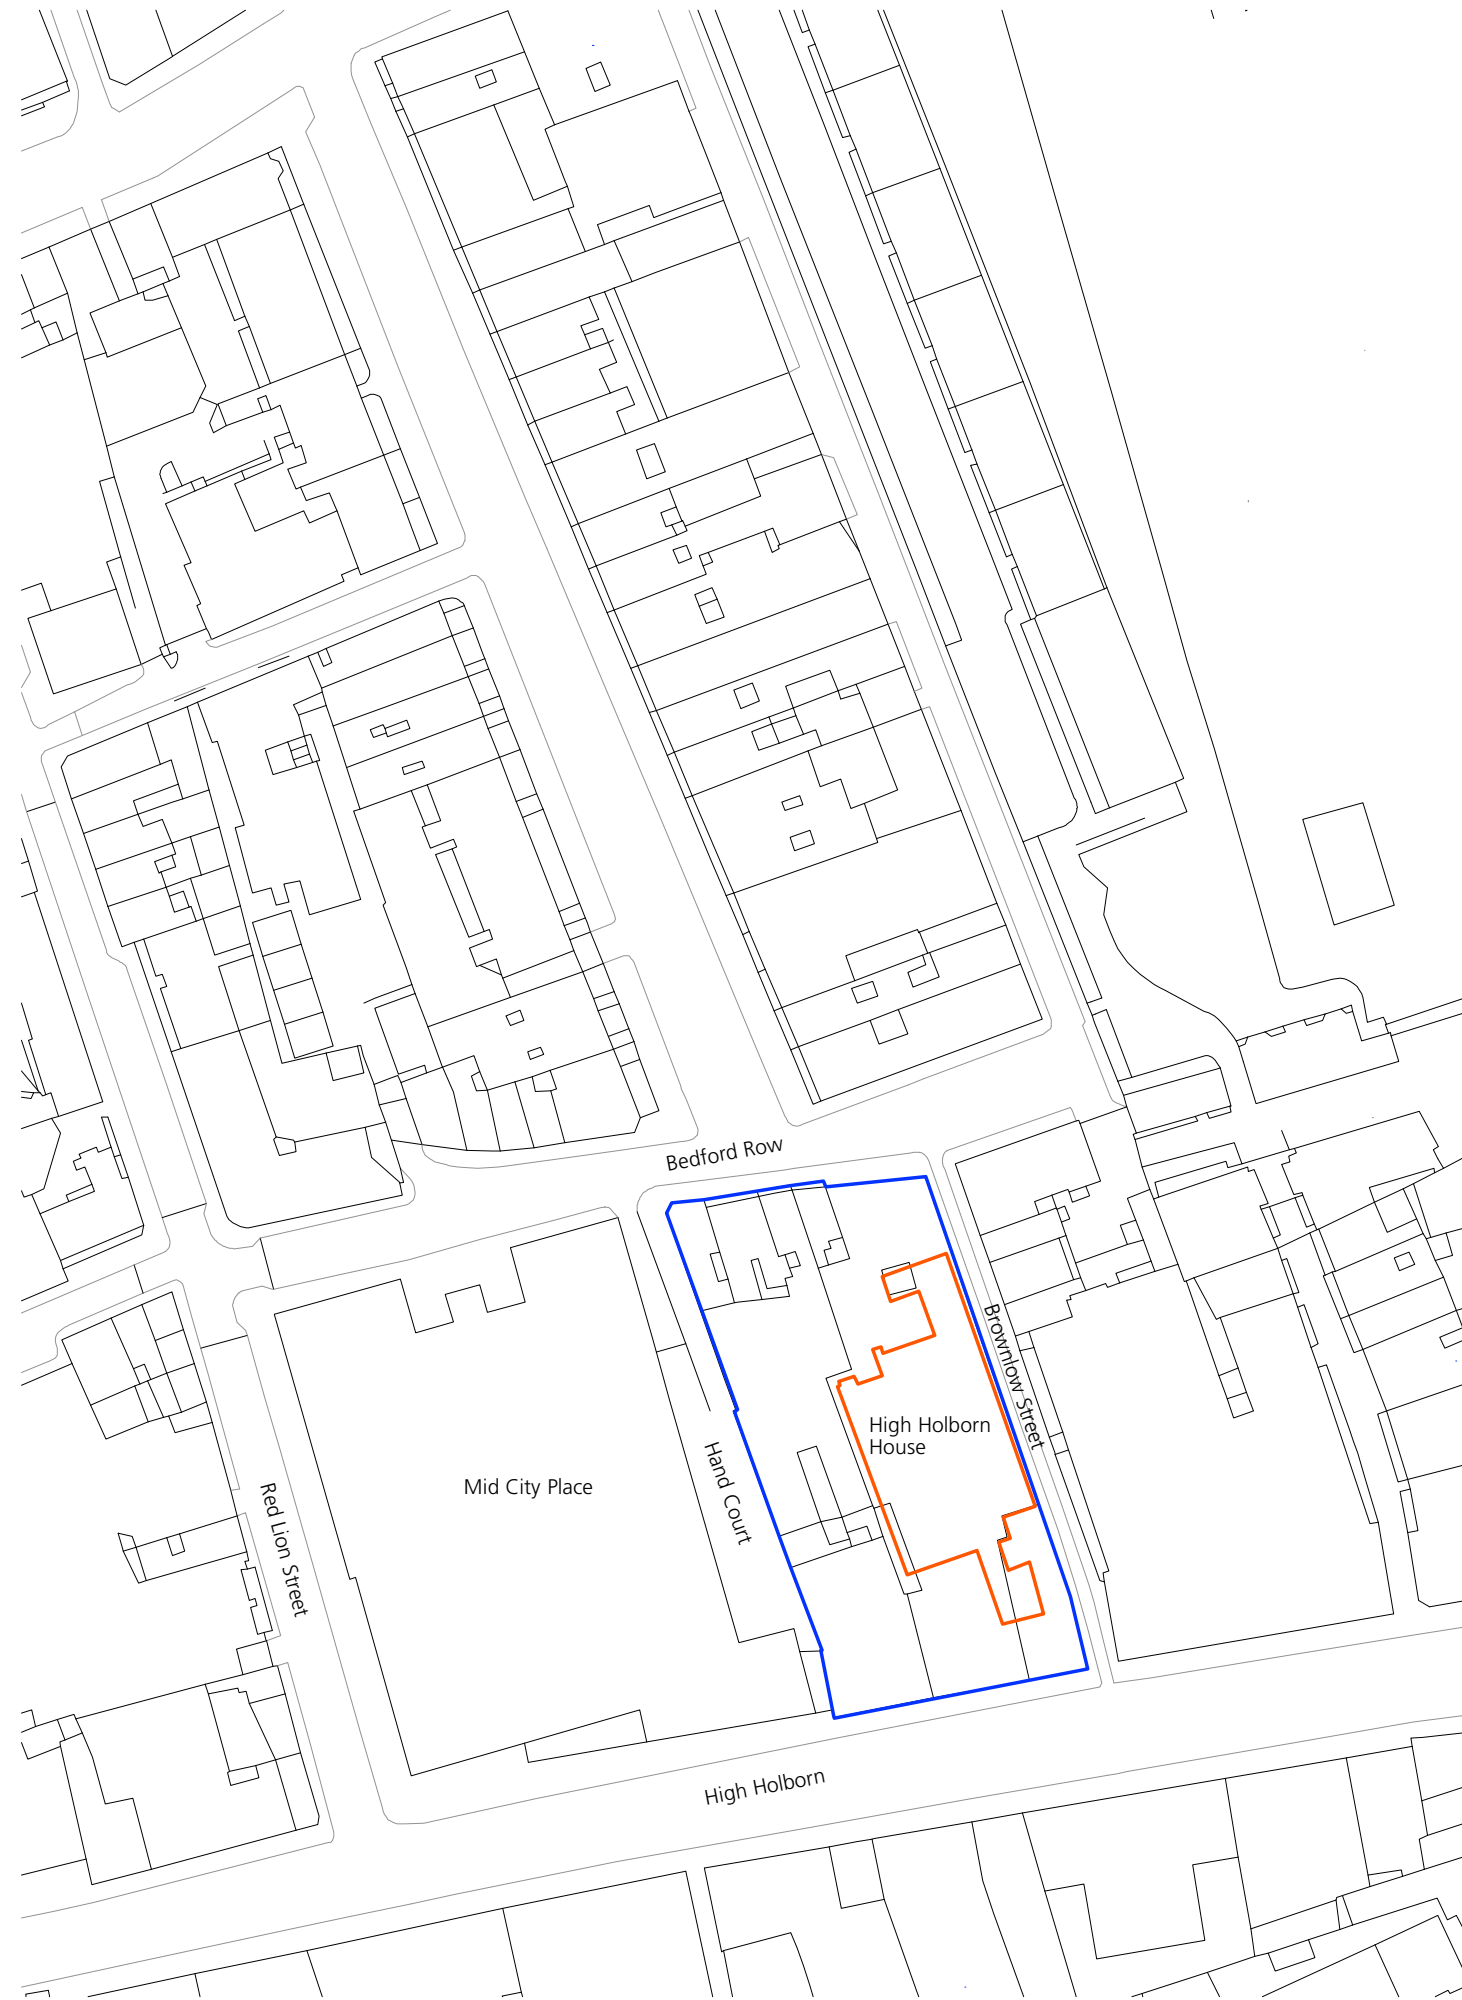 Bedford Row
Brownlow Street
High Holborn
House
Hand Court
Mid City Place
Red Lion Street
High Holborn